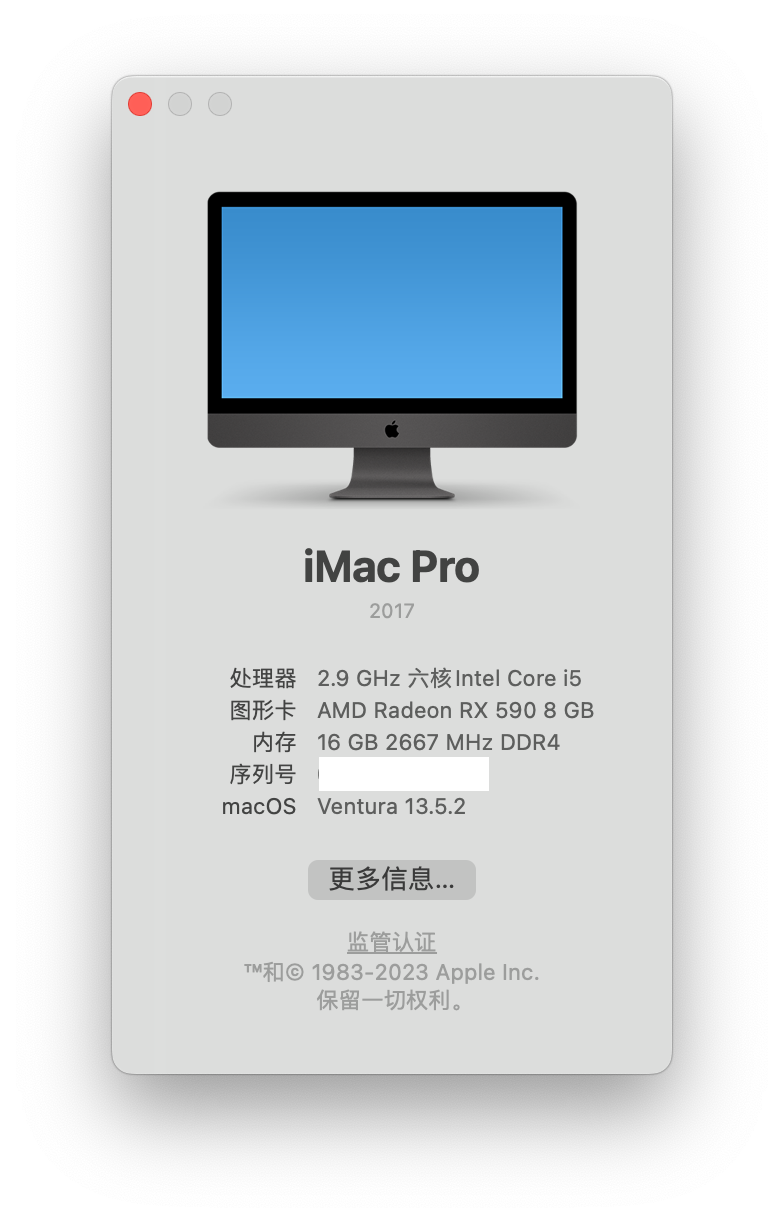 iMac Pro
2017
处理器 2.9 GHz 六核Intel Core i5
图形卡 AMD Radeon RX 590 8 GB
内存 16 GB 2667 MHz DDR4
序列号
macOS Ventura 13.5.2
更多信息...
监管认证
™和© 1983-2023 Apple Inc.
保留一切权利。